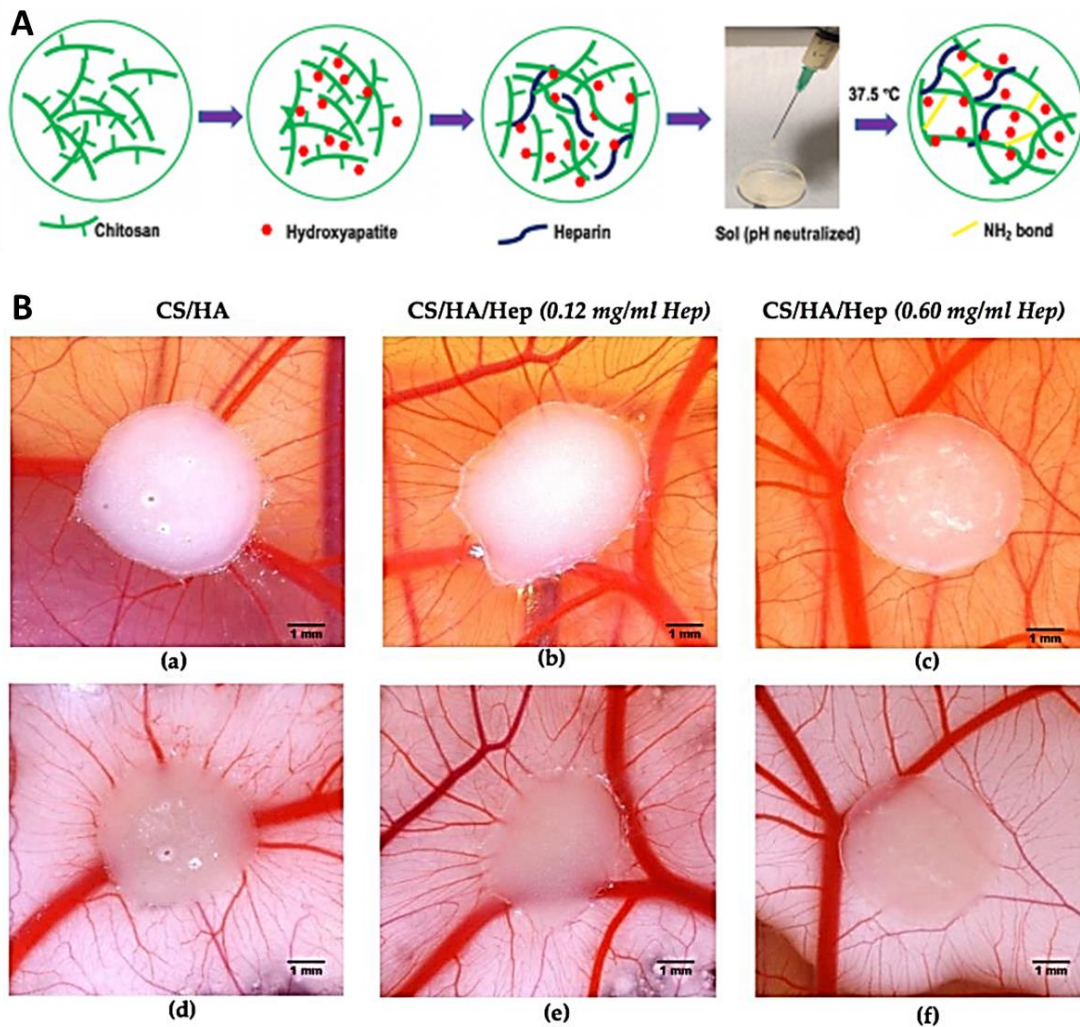 A
37.5 °C
Chitosan
Hydroxyapatite
Heparin
Sol (pH neutralized)
NH₂ bond
B
CS/HA
CS/HA/Hep (0.12 mg/ml Hep)
CS/HA/Hep (0.60 mg/ml Hep)
1 mm
1 mm
1 mm
(a)
(b)
(c)
1 mm
1 mm
1 mm
(d)
(e)
(f)